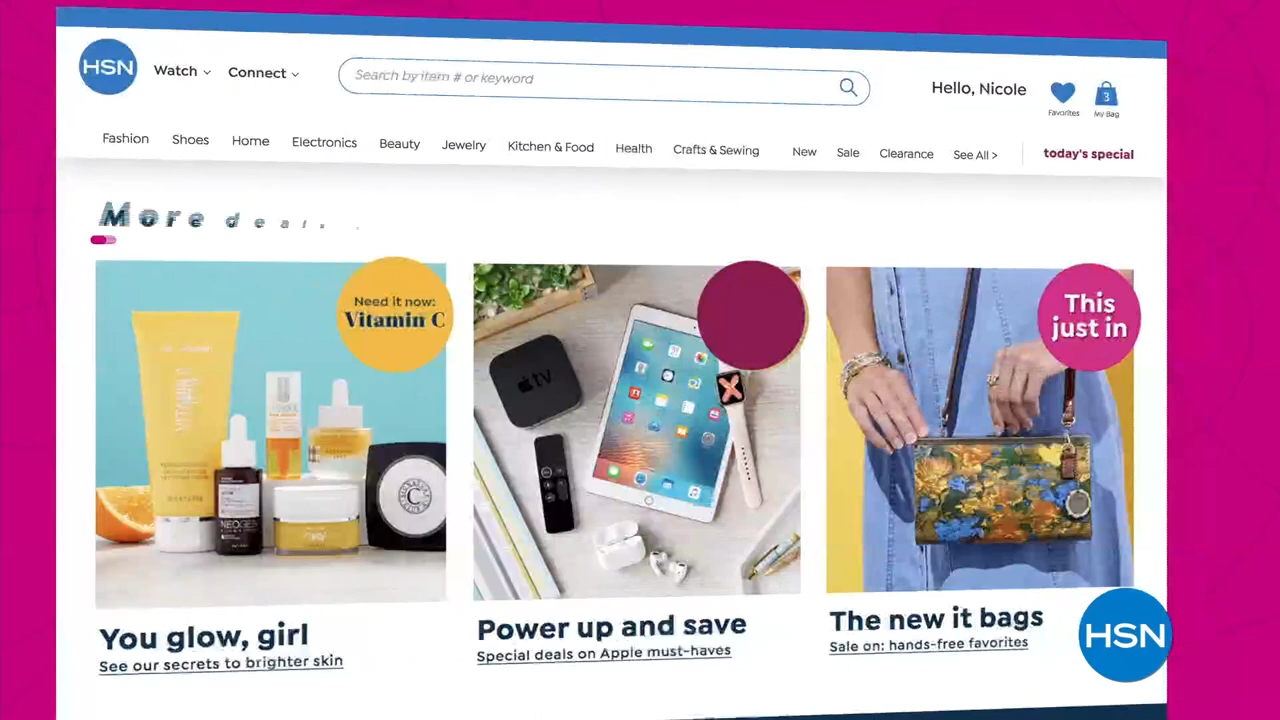 HSN
Watch
Connect
Search by item # or keyword
Hello, Nicole
3
Favorites
My Bag
Fashion
Shoes
Home
Electronics
Beauty
Jewelry
Kitchen & Food
Health
Crafts & Sewing
New
Sale
Clearance
See All >
today's special
More deals
Need it now:
Vitamin C
This
just in
tv
NEOGEN
C
You glow, girl
See our secrets to brighter skin
Power up and save
Special deals on Apple must-haves
The new it bags
Sale on: hands-free favorites
HSN